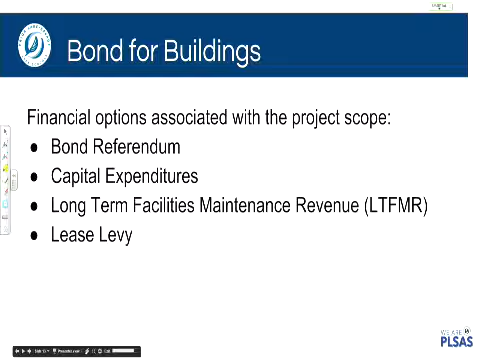 Bond for Buildings
Financial options associated with the project scope:
● Bond Referendum
● Capital Expenditures
● Long Term Facilities Maintenance Revenue (LTFMR)
● Lease Levy
WE ARE
PLSAS